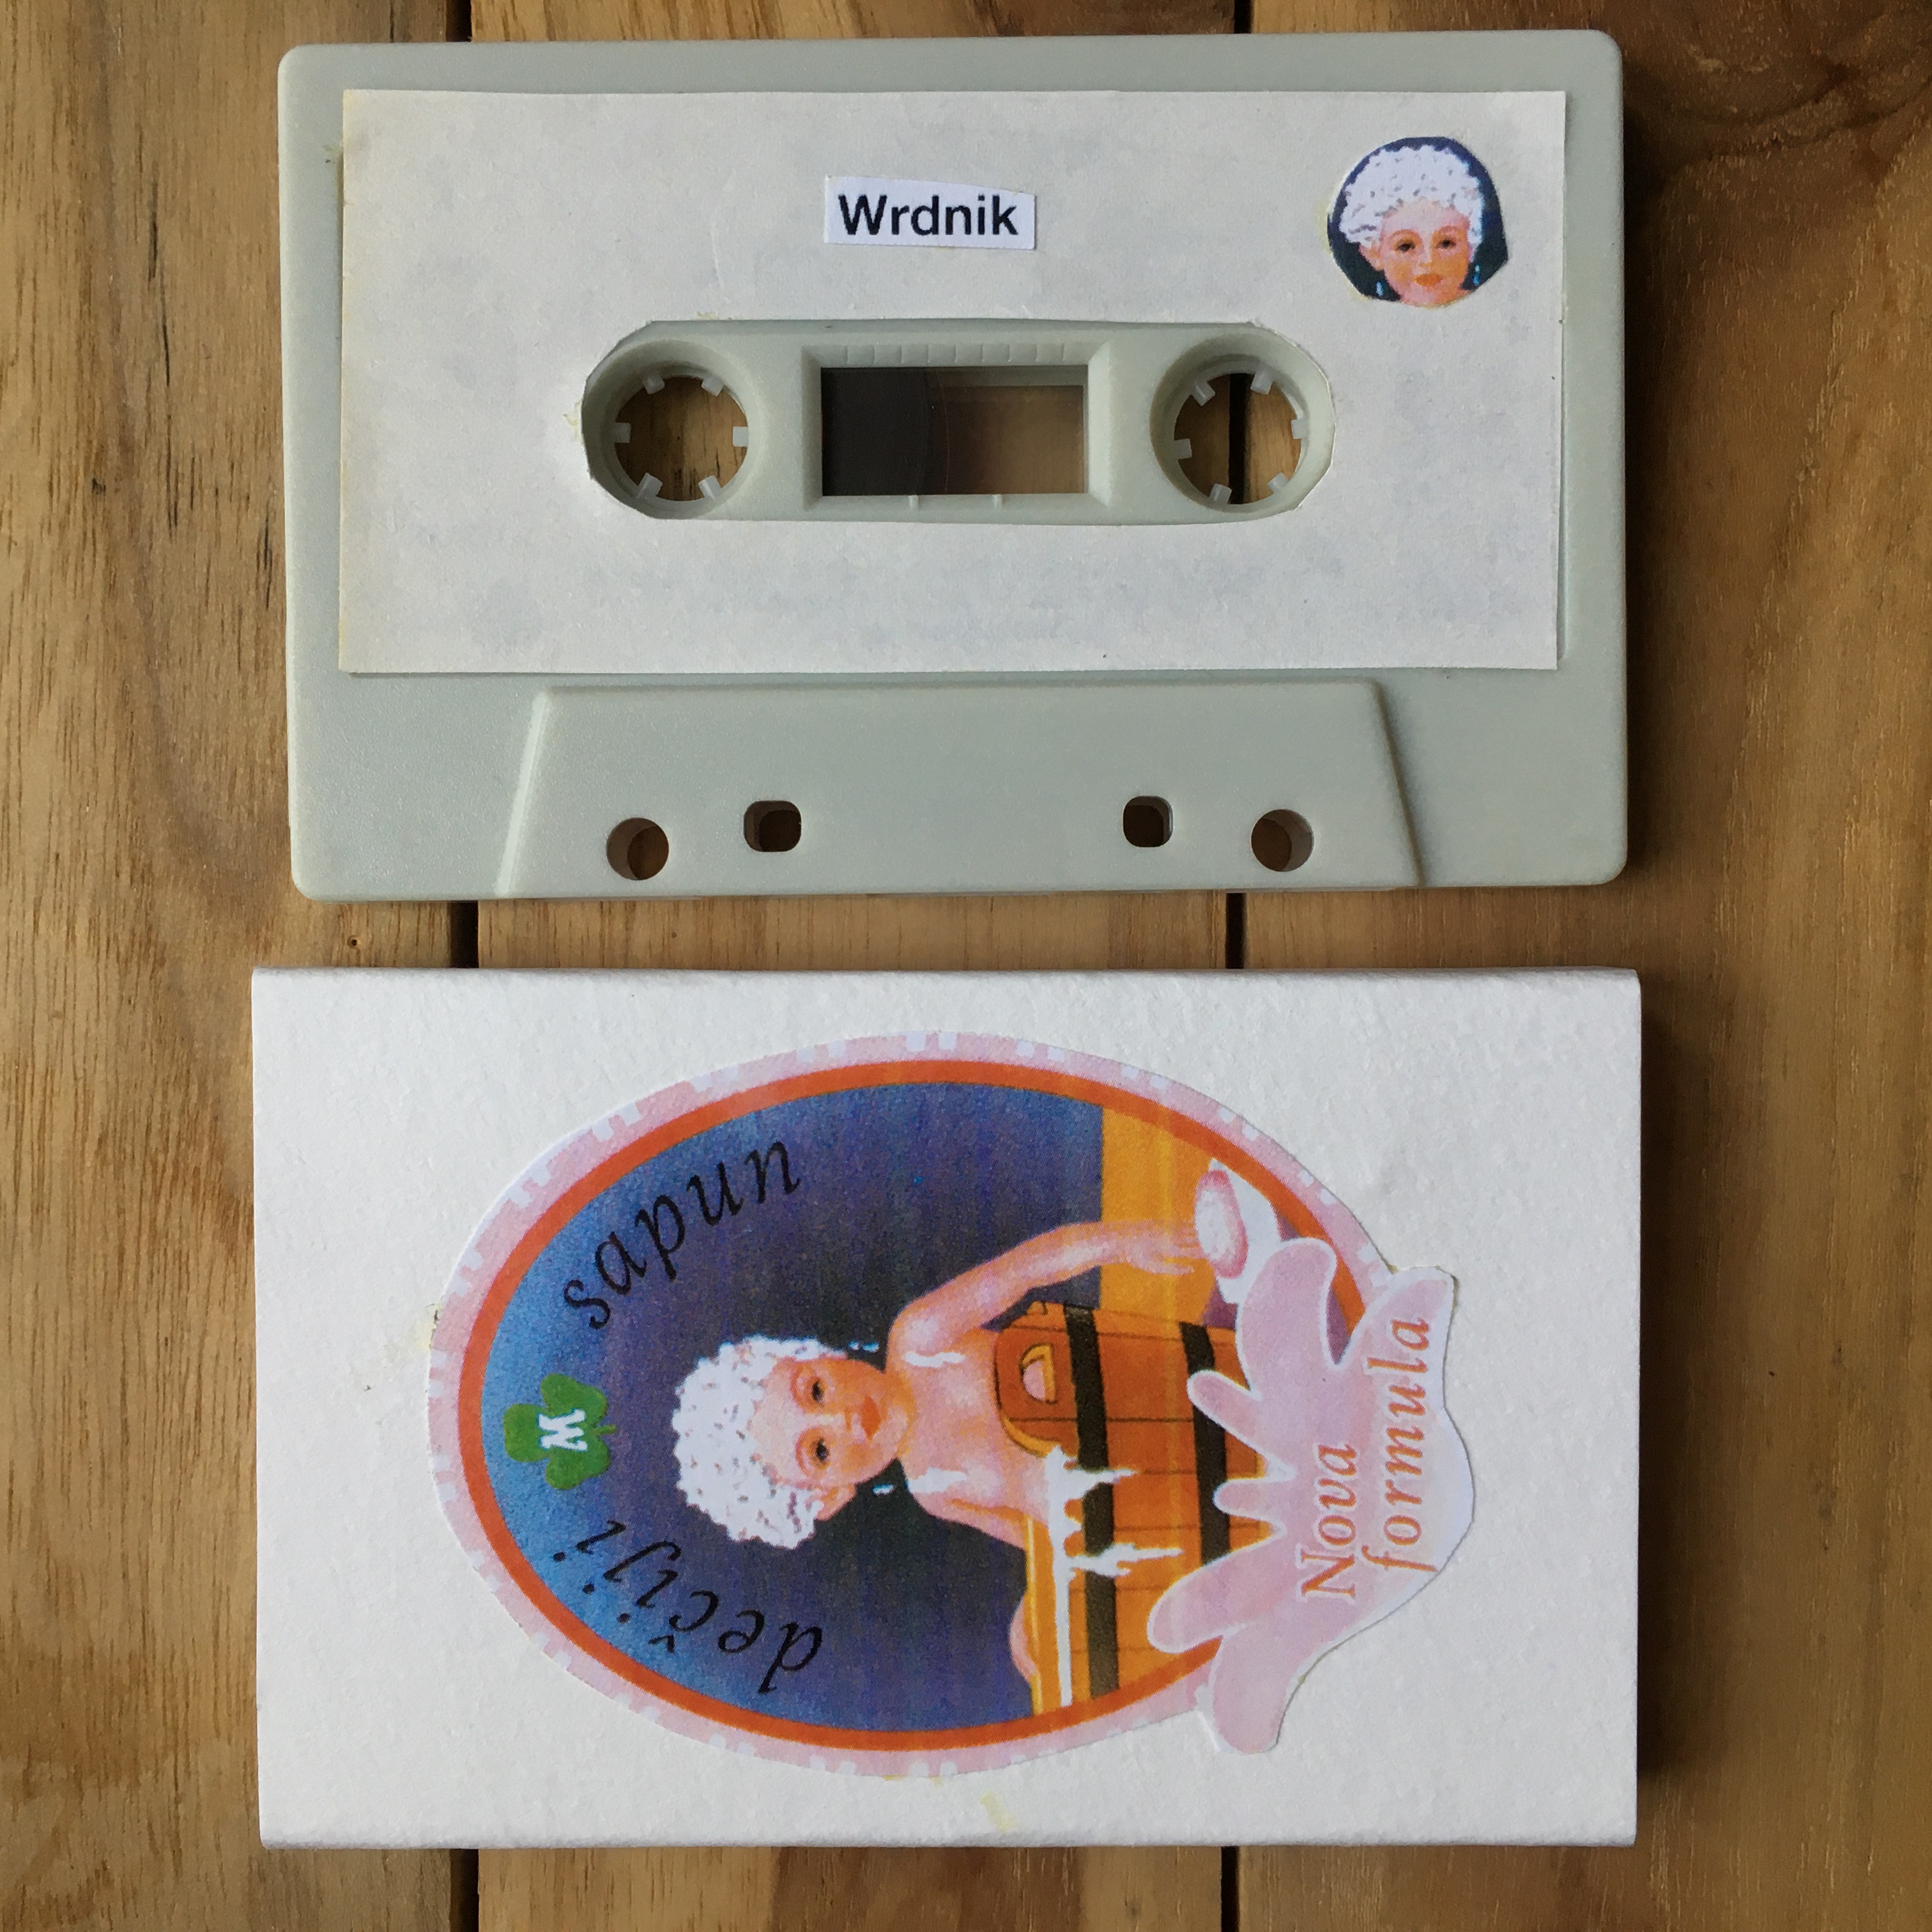 Wrdnik
W
dečiji sapun
Nova
formula